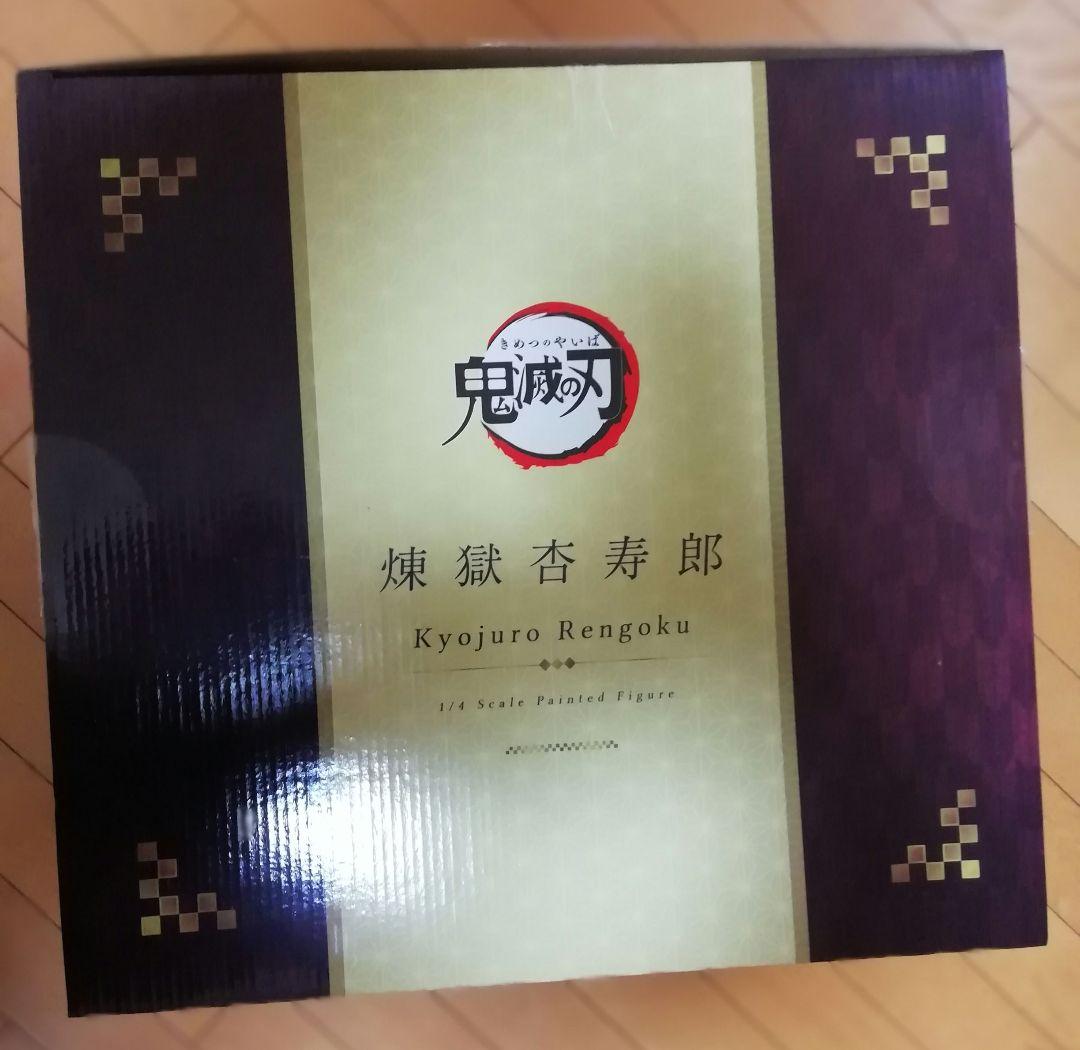 きめつのやいば
鬼滅の刃
煉獄杏寿郎
Kyojuro Rengoku
1/4 Scale Painted Figure